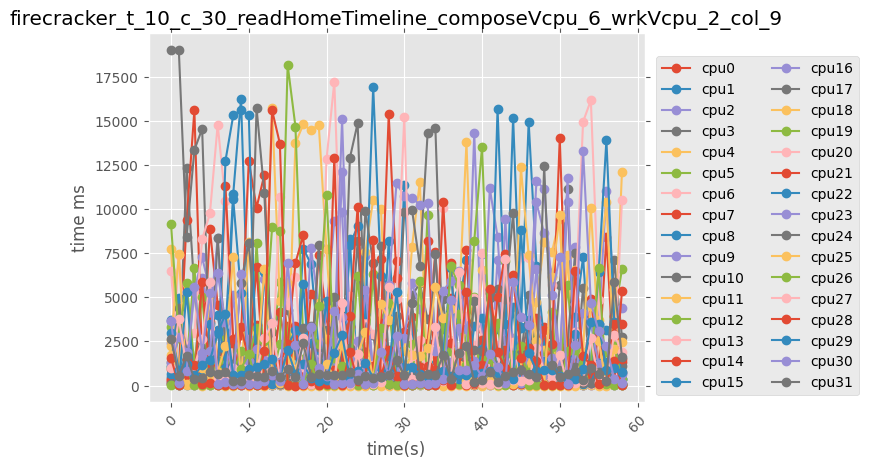 firecracker_t_10_c_30_readHomeTimeline_composeVcpu_6_wrkVcpu_2_col_9
time ms
17500
15000
12500
10000
7500
5000
2500
0
0 10 20 30 40 50 60
time(s)
cpu0 cpu16
cpu1 cpu17
cpu2 cpu18
cpu3 cpu19
cpu4 cpu20
cpu5 cpu21
cpu6 cpu22
cpu7 cpu23
cpu8 cpu24
cpu9 cpu25
cpu10 cpu26
cpu11 cpu27
cpu12 cpu28
cpu13 cpu29
cpu14 cpu30
cpu15 cpu31